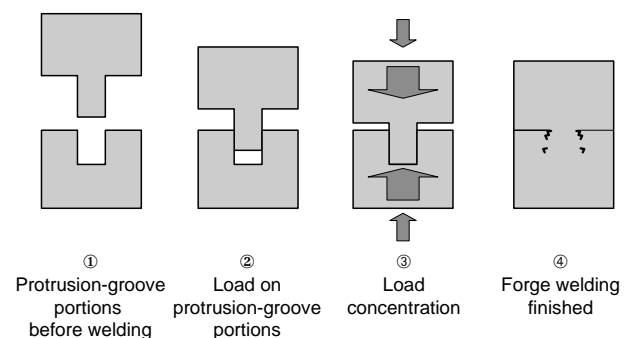 ①
Protrusion-groove
portions
before welding
②
Load on
protrusion-groove
portions
③
Load
concentration
④
Forge welding
finished